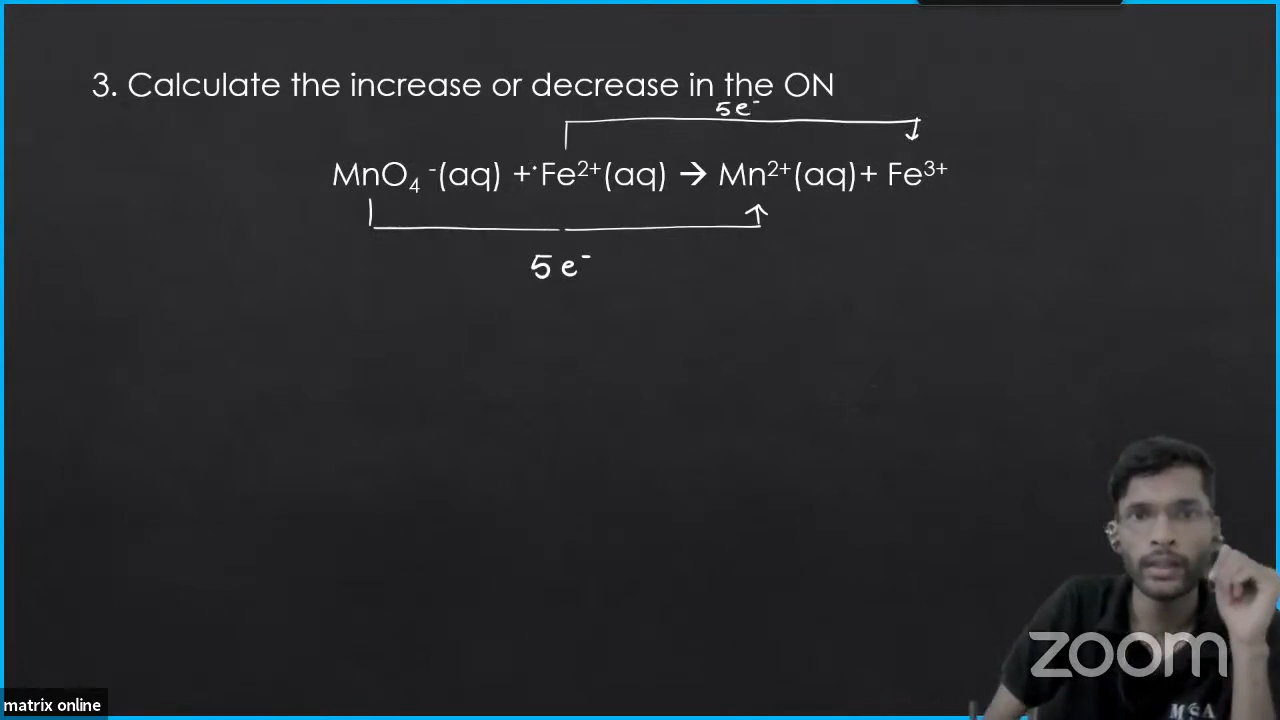 3. Calculate the increase or decrease in the ON
5e⁻
MnO₄ ⁻(aq) + Fe²⁺(aq) → Mn²⁺(aq)+ Fe³⁺
5 e⁻
zoom
matrix online